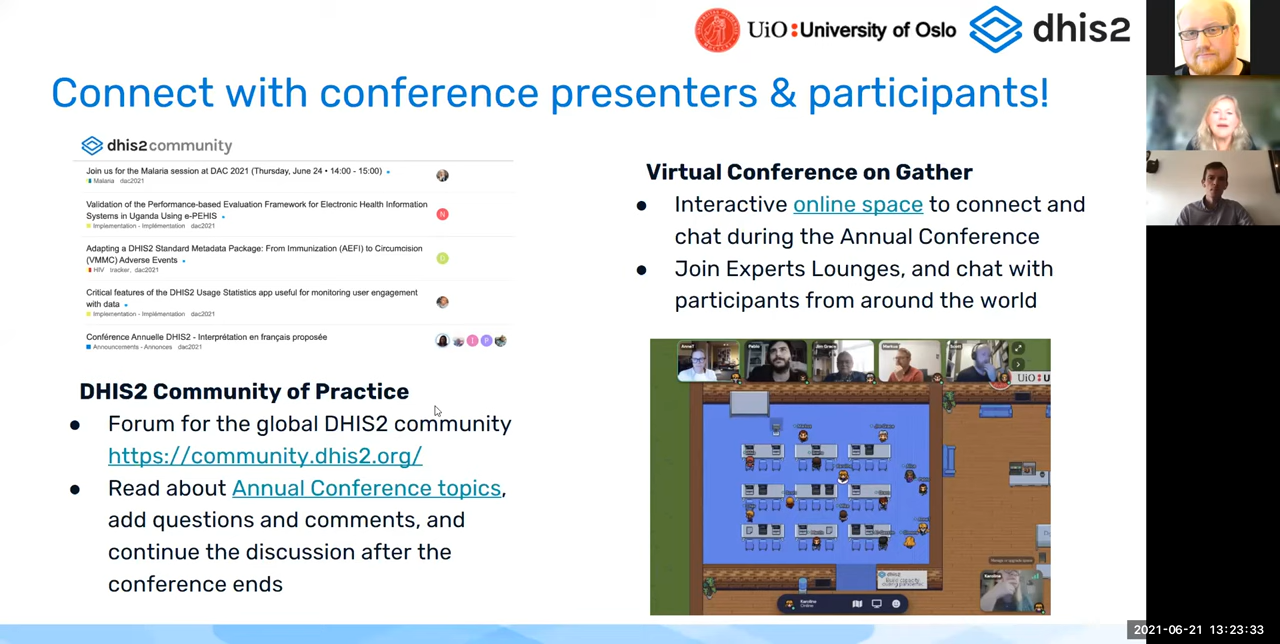 UiO:University of Oslo
dhis2
Connect with conference presenters & participants!
dhis2community
Join us for the Malaria session at DAC 2021 (Thursday, June 24 • 14:00 - 15:00)
Malaria dac2021
Validation of the Performance-based Evaluation Framework for Electronic Health Information
Systems in Uganda Using e-PEHIS
Implementation - Implémentation dac2021
N
Adapting a DHIS2 Standard Metadata Package: From Immunization (AEFI) to Circumcision
(VMMC) Adverse Events
HIV tracker, dac2021
Critical features of the DHIS2 Usage Statistics app useful for monitoring user engagement
with data
Implementation - Implémentation dac2021
Conférence Annuelle DHIS2 - Interprétation en français proposée
Announcements - Annonces dac2021
DHIS2 Community of Practice
● Forum for the global DHIS2 community
https://community.dhis2.org/
● Read about Annual Conference topics,
add questions and comments, and
continue the discussion after the
conference ends
Virtual Conference on Gather
● Interactive online space to connect and
chat during the Annual Conference
● Join Experts Lounges, and chat with
participants from around the world
UiO
Karoline
Online
2021-06-21 13:23:33